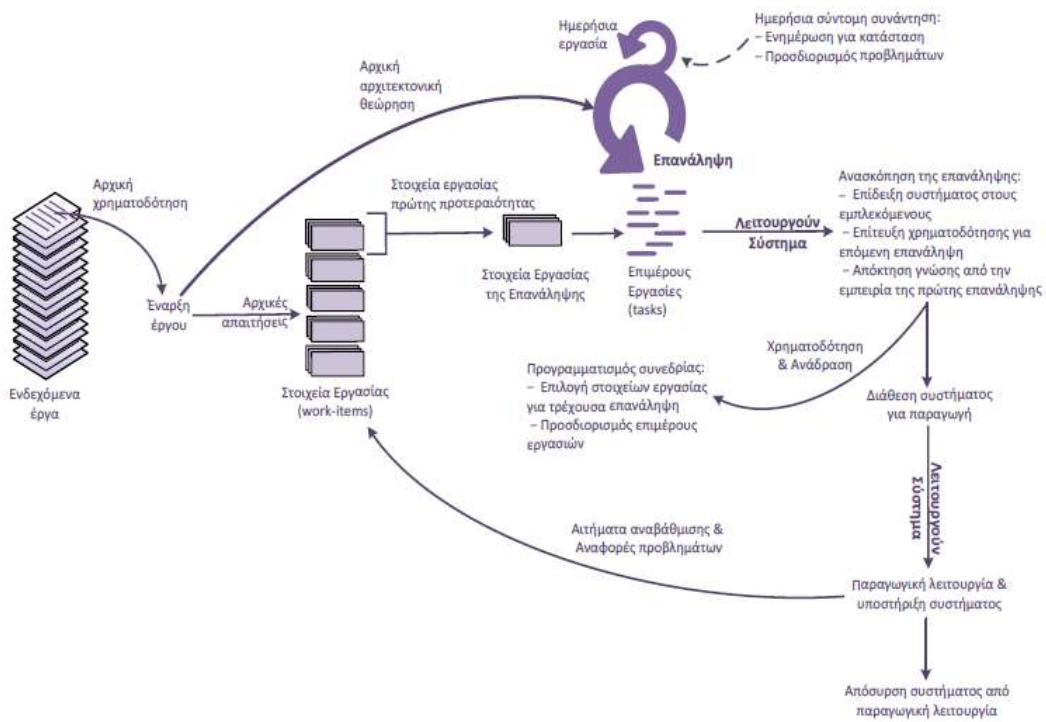 Ημερήσια
εργασία
Ημερήσια σύντομη συνάντηση:
– Ενημέρωση για κατάσταση
– Προσδιορισμός προβλημάτων
Αρχική
αρχιτεκτονική
θεώρηση
Επανάληψη
Αρχική
χρηματοδότηση
Στοιχεία εργασίας
πρώτης προτεραιότητας
Ανασκόπηση της επανάληψης:
– Επίδειξη συστήματος στους
εμπλεκόμενους
– Επίτευξη χρηματοδότησης για
επόμενη επανάληψη
– Απόκτηση γνώσης από την
εμπειρία της πρώτης επανάληψης
Λειτουργούν
Σύστημα
Στοιχεία Εργασίας
της Επανάληψης
Επιμέρους
Εργασίες
(tasks)
Έναρξη
έργου
Αρχικές
απαιτήσεις
Ενδεχόμενα
έργα
Στοιχεία Εργασίας
(work-items)
Χρηματοδότηση
& Ανάδραση
Προγραμματισμός συνεδρίας:
– Επιλογή στοιχείων εργασίας
για τρέχουσα επανάληψη
– Προσδιορισμός επιμέρους
εργασιών
Διάθεση συστήματος
για παραγωγή
Λειτουργούν
Σύστημα
Αιτήματα αναβάθμισης &
Αναφορές προβλημάτων
Παραγωγική λειτουργία &
υποστήριξη συστήματος
Απόσυρση συστήματος από
παραγωγική λειτουργία